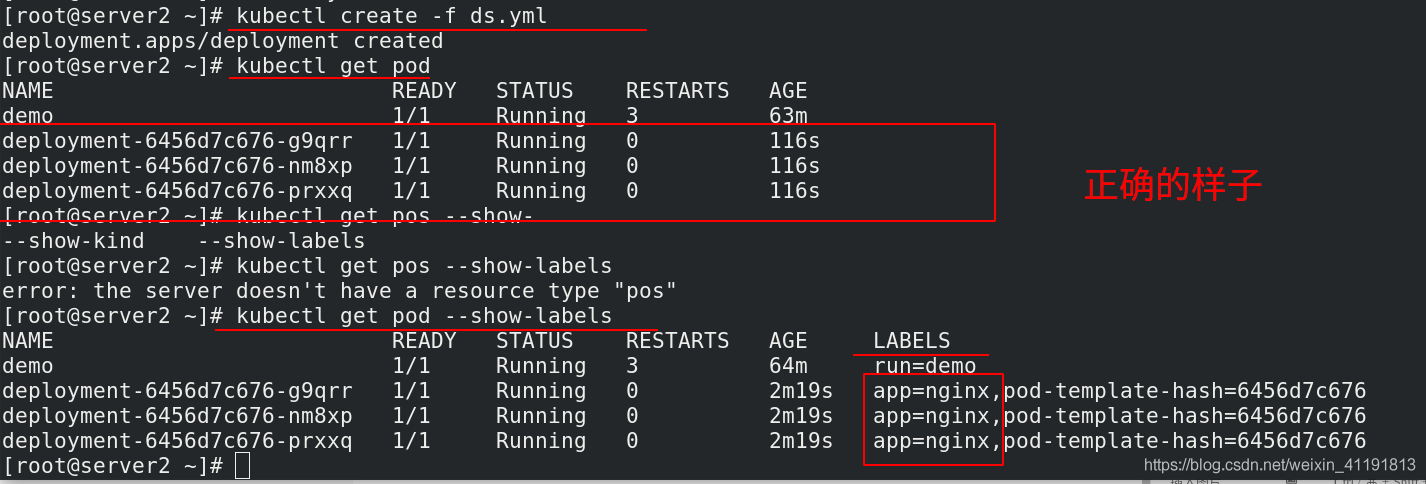 [root@server2 ~]# kubectl create -f ds.yml
deployment.apps/deployment created
[root@server2 ~]# kubectl get pod
NAME                          READY   STATUS    RESTARTS   AGE
demo                          1/1     Running   3          63m
deployment-6456d7c676-g9qrr   1/1     Running   0          116s
deployment-6456d7c676-nm8xp   1/1     Running   0          116s
deployment-6456d7c676-prxxq   1/1     Running   0          116s
正确的样子
[root@server2 ~]# kubectl get pos --show-
--show-kind    --show-labels
[root@server2 ~]# kubectl get pos --show-labels
error: the server doesn't have a resource type "pos"
[root@server2 ~]# kubectl get pod --show-labels
NAME                          READY   STATUS    RESTARTS   AGE     LABELS
demo                          1/1     Running   3          64m     run=demo
deployment-6456d7c676-g9qrr   1/1     Running   0          2m19s   app=nginx,pod-template-hash=6456d7c676
deployment-6456d7c676-nm8xp   1/1     Running   0          2m19s   app=nginx,pod-template-hash=6456d7c676
deployment-6456d7c676-prxxq   1/1     Running   0          2m19s   app=nginx,pod-template-hash=6456d7c676
[root@server2 ~]#
https://blog.csdn.net/weixin_41191813